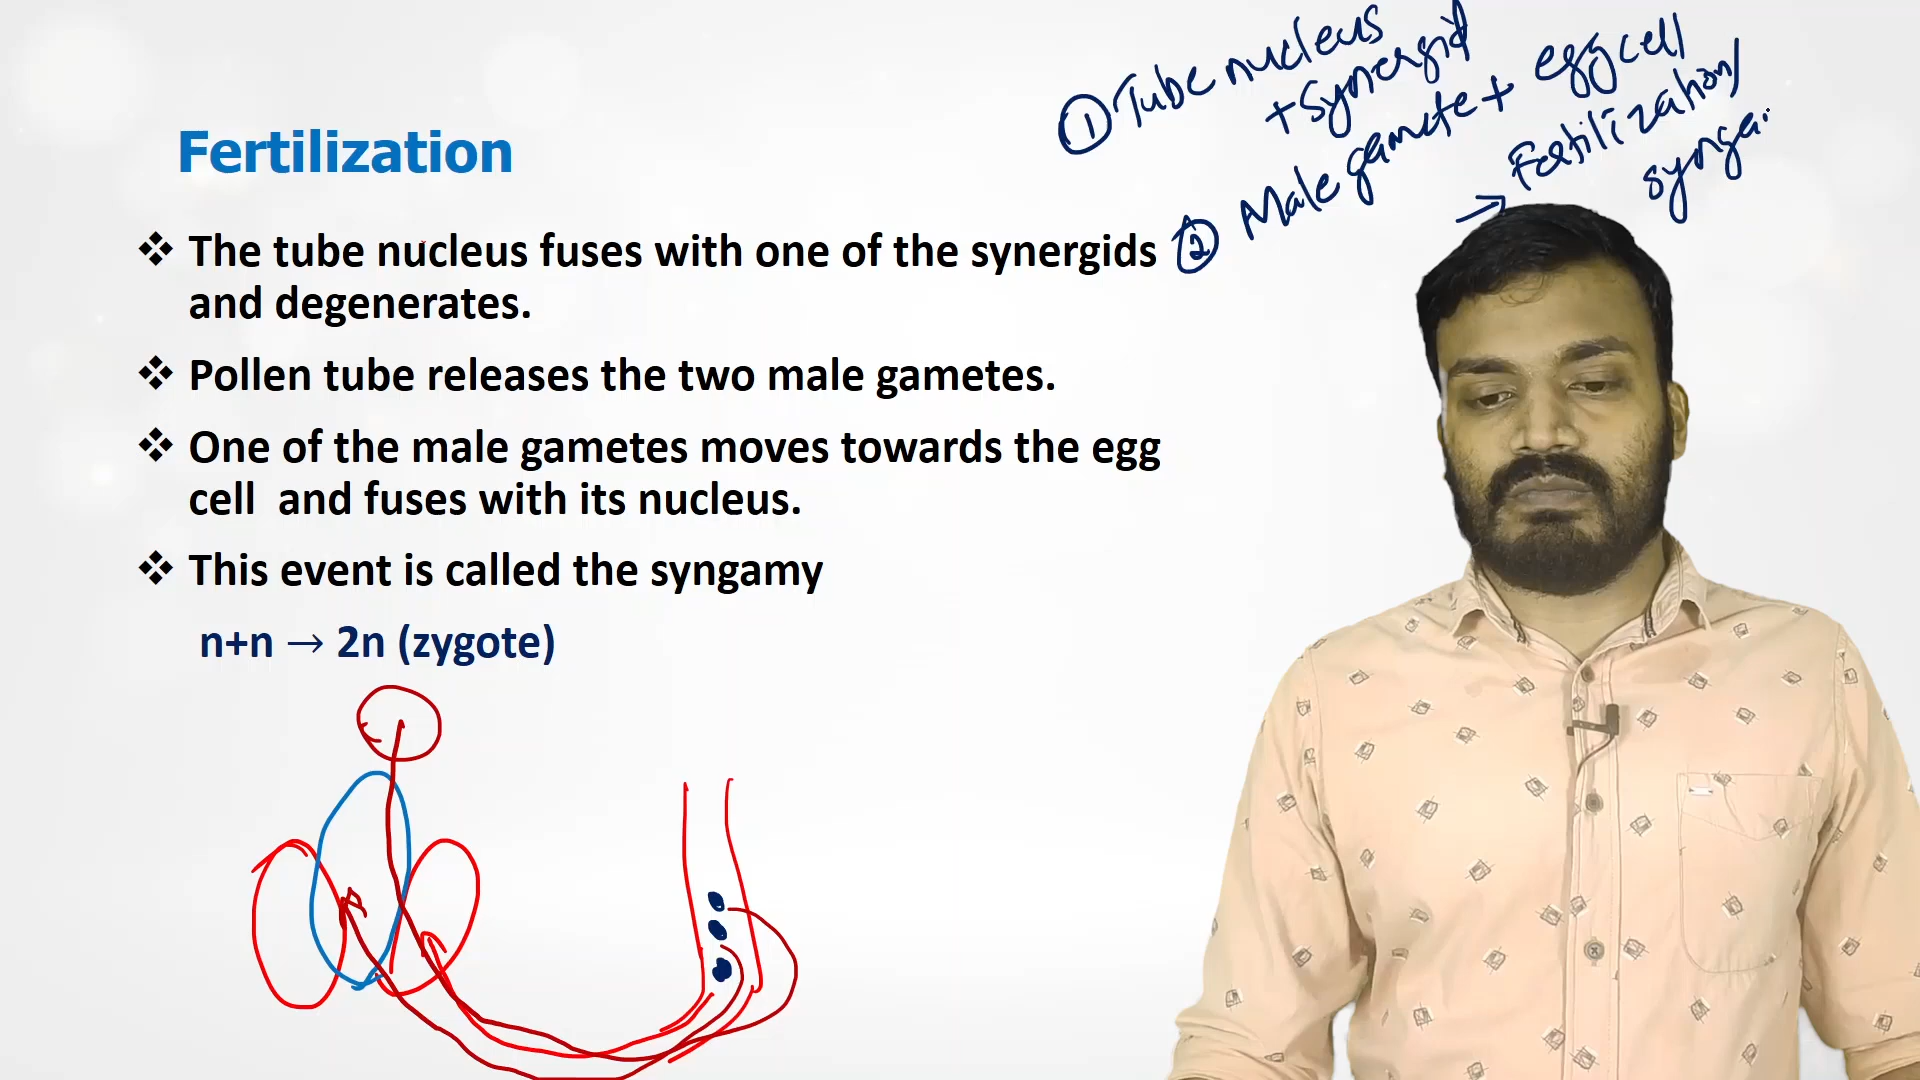 ① Tube nucleus
+ Synergid
② Male gamete + egg cell
→ Fertilization/
synga.
Fertilization
❖ The tube nucleus fuses with one of the synergids
and degenerates.
❖ Pollen tube releases the two male gametes.
❖ One of the male gametes moves towards the egg
cell and fuses with its nucleus.
❖ This event is called the syngamy
n+n → 2n (zygote)